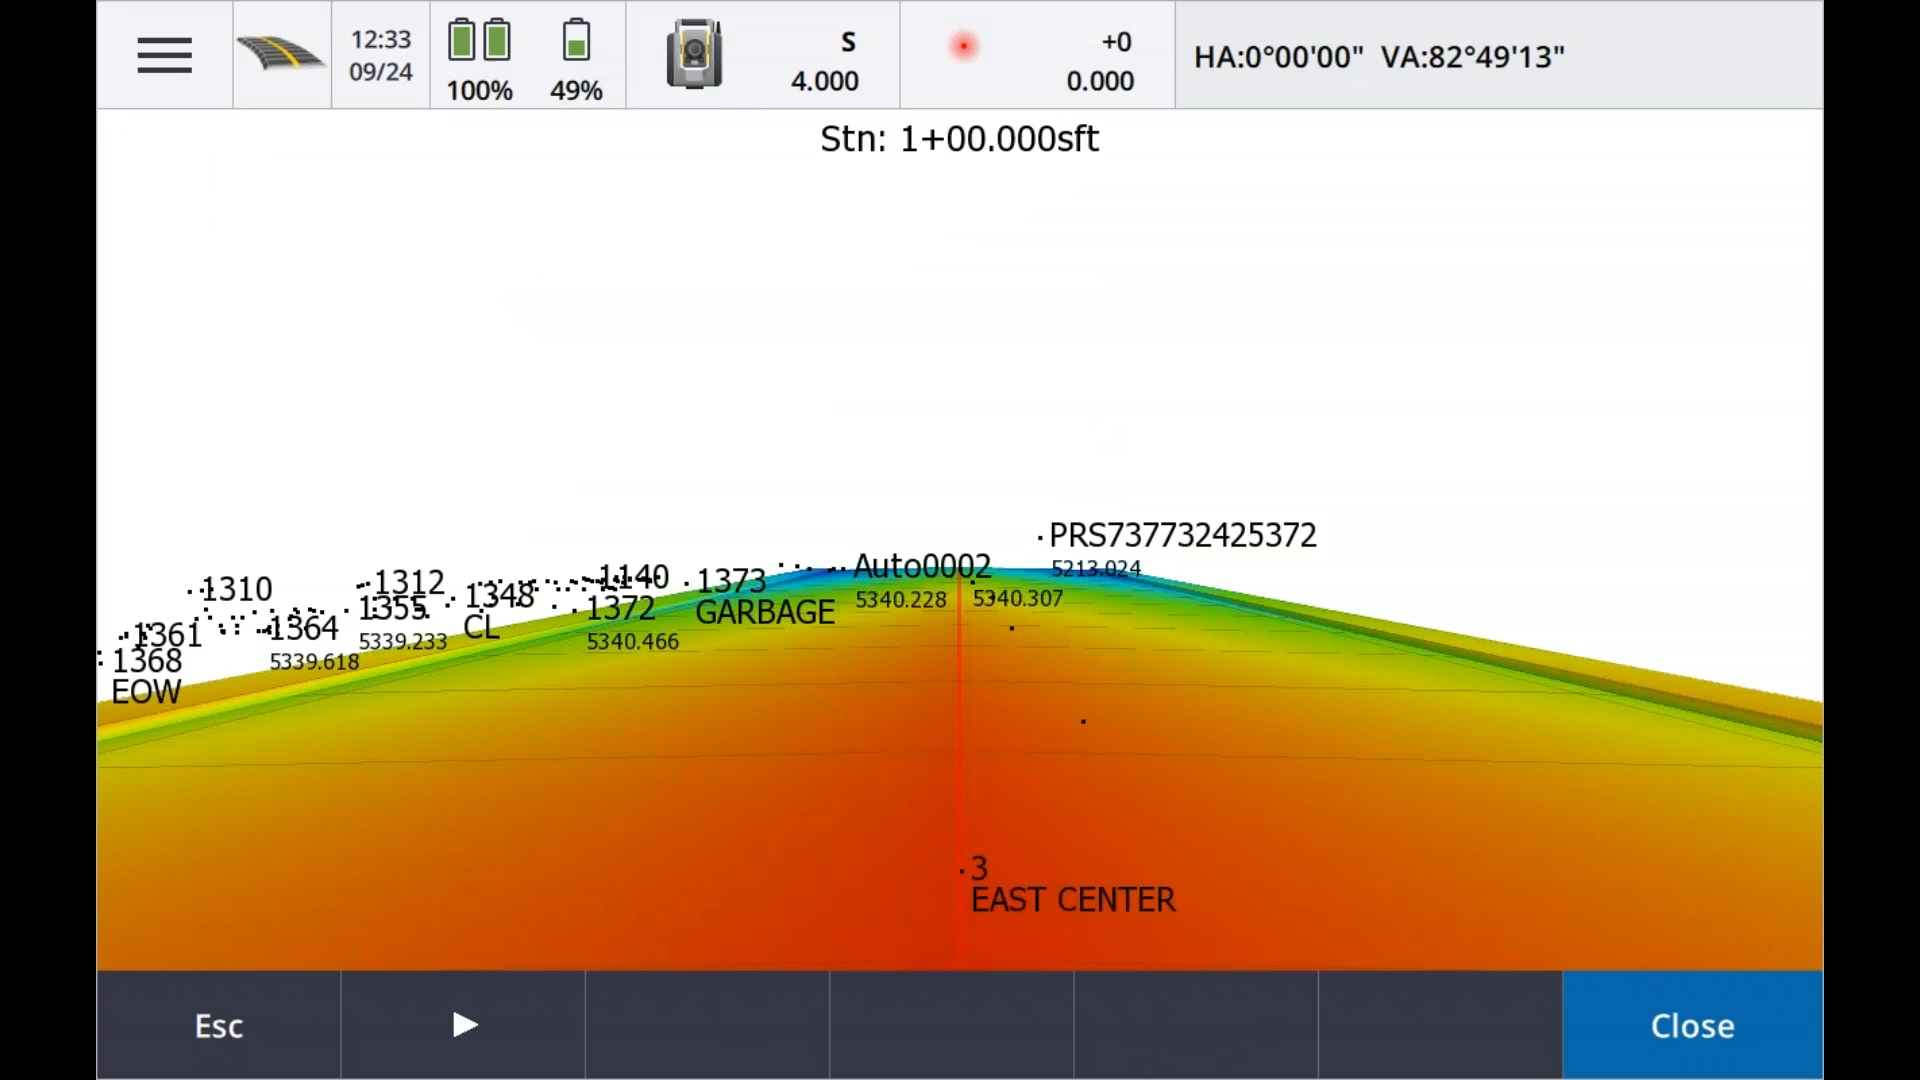 12:33
09/24
100%
49%
S
4.000
+0
0.000
HA:0°00'00" VA:82°49'13"
Stn: 1+00.000sft
PRS737732425372
5213.024
Auto0002
5340.228
5340.307
1310
1312
1140
1373
GARBAGE
1348
CL
1355
5339.233
1372
5340.466
1361
1364
5339.618
1368
EOW
3
EAST CENTER
Esc
Close